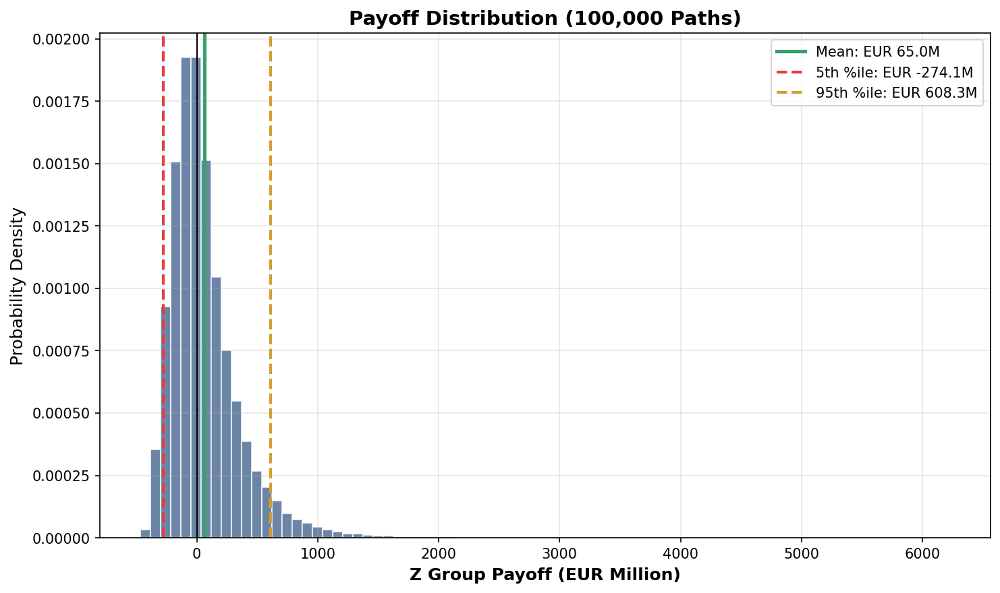 Payoff Distribution (100,000 Paths)
Mean: EUR 65.0M
5th %ile: EUR -274.1M
95th %ile: EUR 608.3M
Probability Density
0.00200
0.00175
0.00150
0.00125
0.00100
0.00075
0.00050
0.00025
0.00000
0 1000 2000 3000 4000 5000 6000
Z Group Payoff (EUR Million)